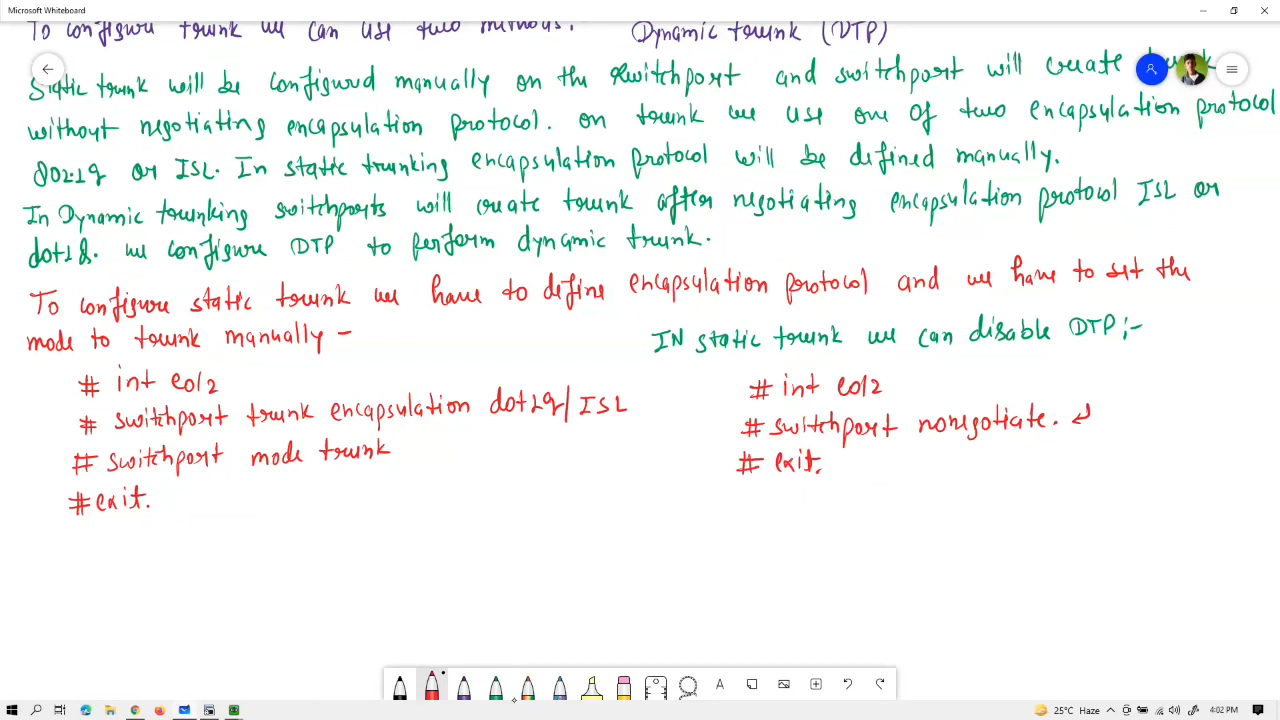 Microsoft Whiteboard
To configure trunk we can use two methods. Dynamic trunk (DTP)
Static trunk will be configured manually on the switchport and switchport will create trunk
without negotiating encapsulation protocol. on trunk we use one of two encapsulation protocol
802.1q or ISL. In static trunking encapsulation protocol will be defined manually.
In Dynamic trunking switchports will create trunk after negotiating encapsulation protocol ISL or
dot1q. we configure DTP to perform dynamic trunk.
To configure static trunk we have to define encapsulation protocol and we have to set the
mode to trunk manually -
# int e0/2
# switchport trunk encapsulation dot1q/ISL
# switchport mode trunk
# exit.
IN static trunk we can disable DTP:-
# int e0/2
# switchport nonegotiate. ↵
# exit.
25°C Haze 4:02 PM